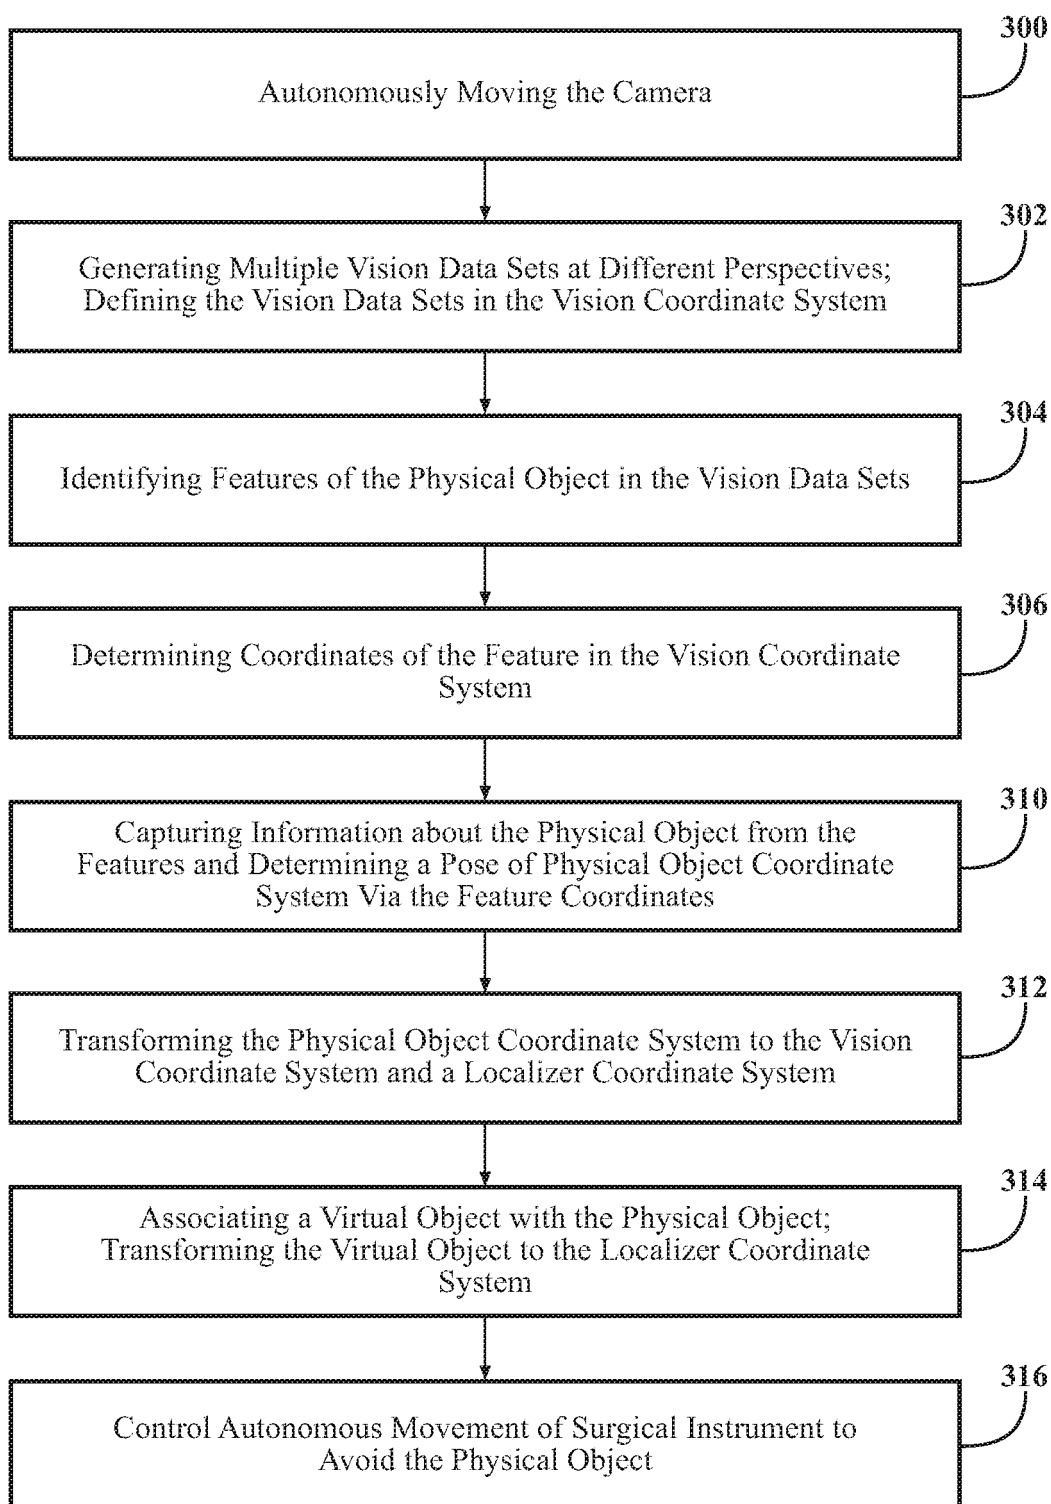 300
Autonomously Moving the Camera
302
Generating Multiple Vision Data Sets at Different Perspectives;
Defining the Vision Data Sets in the Vision Coordinate System
304
Identifying Features of the Physical Object in the Vision Data Sets
306
Determining Coordinates of the Feature in the Vision Coordinate
System
310
Capturing Information about the Physical Object from the
Features and Determining a Pose of Physical Object Coordinate
System Via the Feature Coordinates
312
Transforming the Physical Object Coordinate System to the Vision
Coordinate System and a Localizer Coordinate System
314
Associating a Virtual Object with the Physical Object;
Transforming the Virtual Object to the Localizer Coordinate
System
316
Control Autonomous Movement of Surgical Instrument to
Avoid the Physical Object